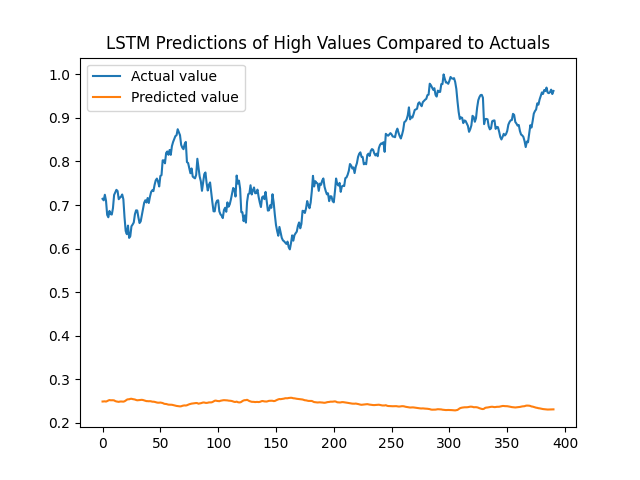 LSTM Predictions of High Values Compared to Actuals
Actual value
Predicted value
1.0
0.9
0.8
0.7
0.6
0.5
0.4
0.3
0.2
0 50 100 150 200 250 300 350 400